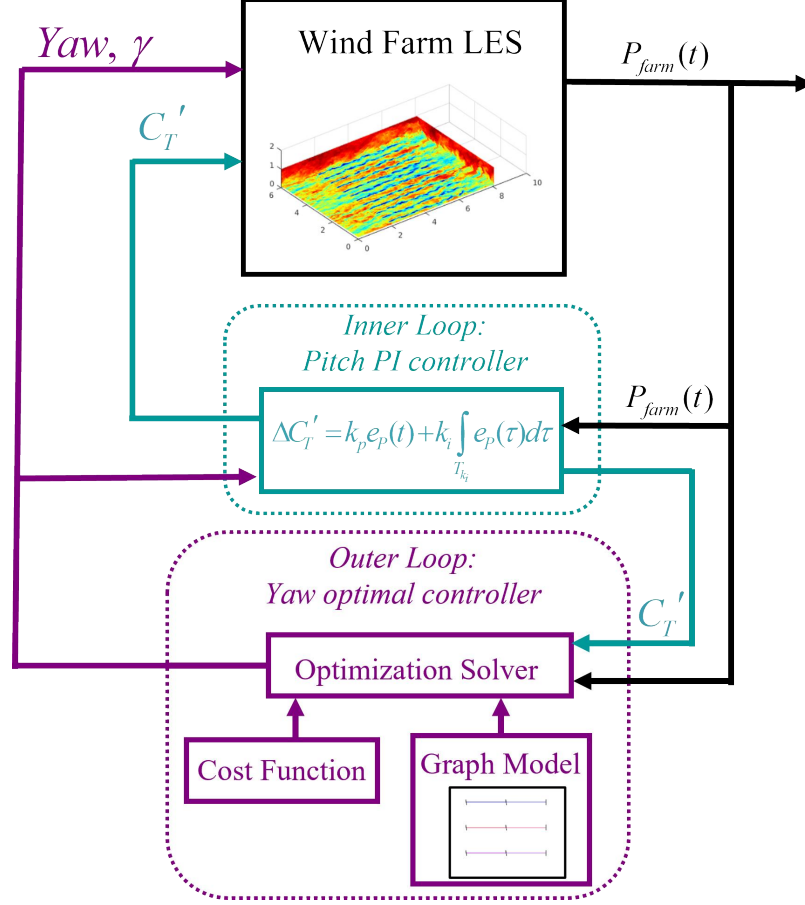 Yaw, γ
Wind Farm LES
P_farm(t)
C_T′
2
1
0
6
4
2
0
0
2
4
6
8
10
Inner Loop:
Pitch PI controller
P_farm(t)
ΔC_T′ = k_p e_P(t) + k_i ∫_{T_{k_i}} e_P(τ)dτ
Outer Loop:
Yaw optimal controller
C_T′
Optimization Solver
Cost Function
Graph Model